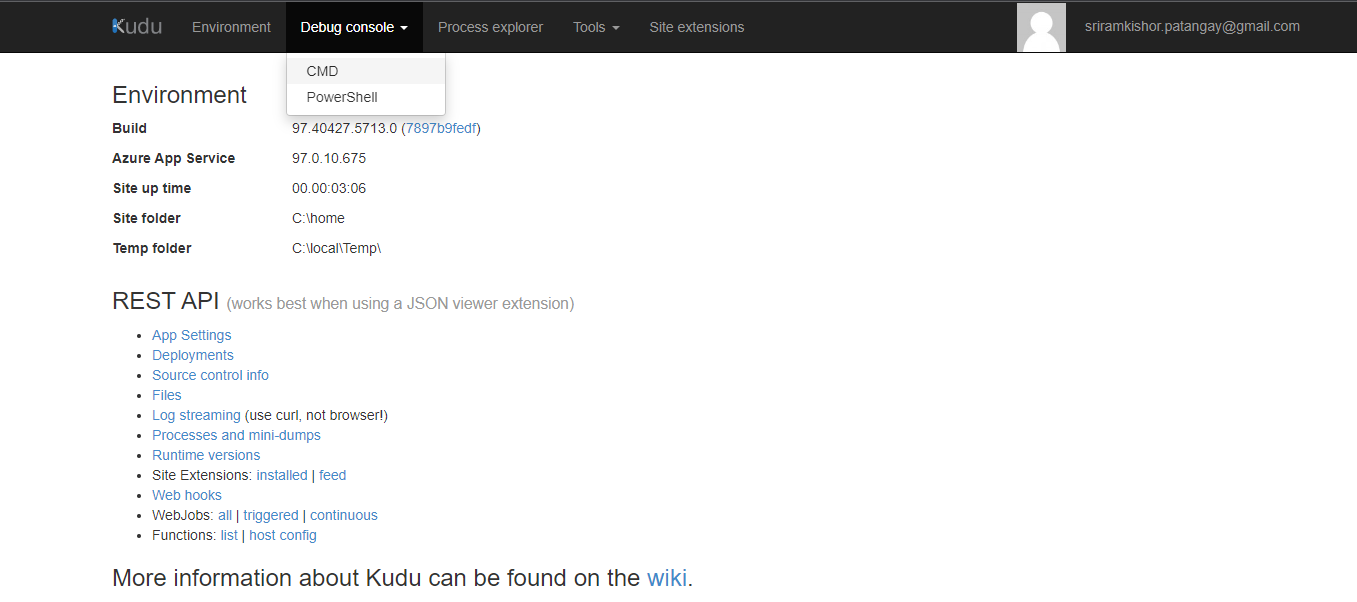 Kudu Environment Debug console Process explorer Tools Site extensions sriramkishor.patangay@gmail.com
CMD
PowerShell
Environment
Build 97.40427.5713.0 (7897b9fedf)
Azure App Service 97.0.10.675
Site up time 00.00:03:06
Site folder C:\home
Temp folder C:\local\Temp\
REST API (works best when using a JSON viewer extension)
• App Settings
• Deployments
• Source control info
• Files
• Log streaming (use curl, not browser!)
• Processes and mini-dumps
• Runtime versions
• Site Extensions: installed | feed
• Web hooks
• WebJobs: all | triggered | continuous
• Functions: list | host config
More information about Kudu can be found on the wiki.